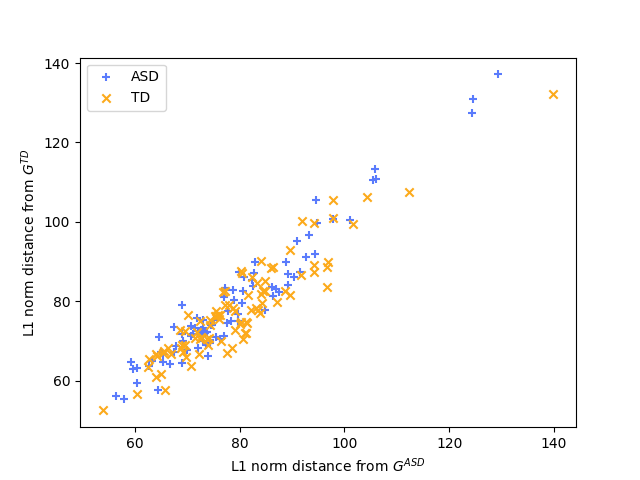 140
120
100
80
60
L1 norm distance from G^{TD}
ASD
TD
60 80 100 120 140
L1 norm distance from G^{ASD}